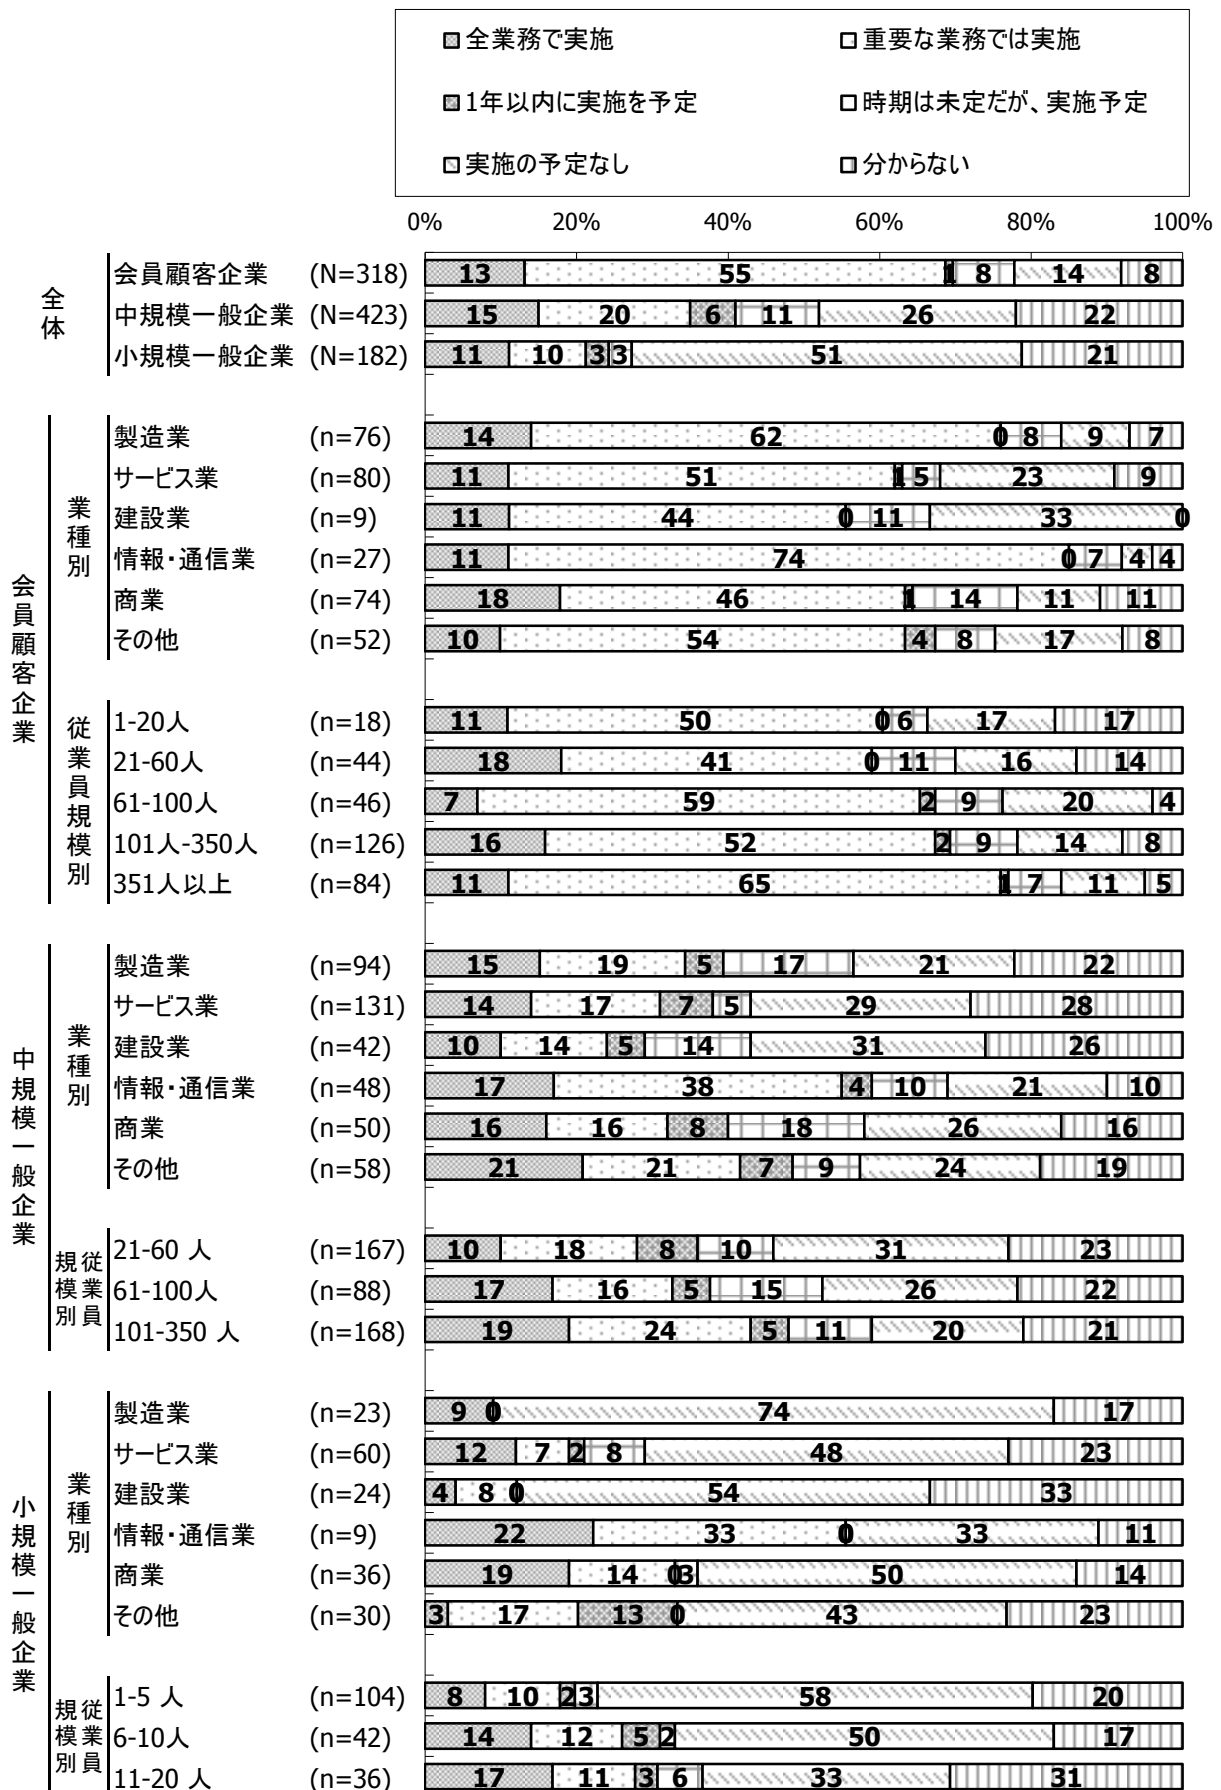 全業務で実施 重要な業務では実施
1年以内に実施を予定 時期は未定だが、実施予定
実施の予定なし 分からない
0% 20% 40% 60% 80% 100%
全体
会員顧客企業 (N=318) 13 55 1 8 14 8
中規模一般企業 (N=423) 15 20 6 11 26 22
小規模一般企業 (N=182) 11 10 3 3 51 21
会員顧客企業
業種別
製造業 (n=76) 14 62 0 8 9 7
サービス業 (n=80) 11 51 1 5 23 9
建設業 (n=9) 11 44 0 11 33 0
情報・通信業 (n=27) 11 74 0 7 4 4
商業 (n=74) 18 46 1 14 11 11
その他 (n=52) 10 54 4 8 17 8
従業員規模別
1-20人 (n=18) 11 50 0 6 17 17
21-60人 (n=44) 18 41 0 11 16 14
61-100人 (n=46) 7 59 2 9 20 4
101人-350人 (n=126) 16 52 2 9 14 8
351人以上 (n=84) 11 65 1 7 11 5
中規模一般企業
業種別
製造業 (n=94) 15 19 5 17 21 22
サービス業 (n=131) 14 17 7 5 29 28
建設業 (n=42) 10 14 5 14 31 26
情報・通信業 (n=48) 17 38 4 10 21 10
商業 (n=50) 16 16 8 18 26 16
その他 (n=58) 21 21 7 9 24 19
従業員規模別
21-60 人 (n=167) 10 18 8 10 31 23
61-100人 (n=88) 17 16 5 15 26 22
101-350 人 (n=168) 19 24 5 11 20 21
小規模一般企業
業種別
製造業 (n=23) 9 0 74 17
サービス業 (n=60) 12 7 2 8 48 23
建設業 (n=24) 4 8 0 54 33
情報・通信業 (n=9) 22 33 0 33 11
商業 (n=36) 19 14 0 3 50 14
その他 (n=30) 3 17 13 0 43 23
従業員規模別
1-5 人 (n=104) 8 10 2 3 58 20
6-10人 (n=42) 14 12 5 2 50 17
11-20 人 (n=36) 17 11 3 6 33 31